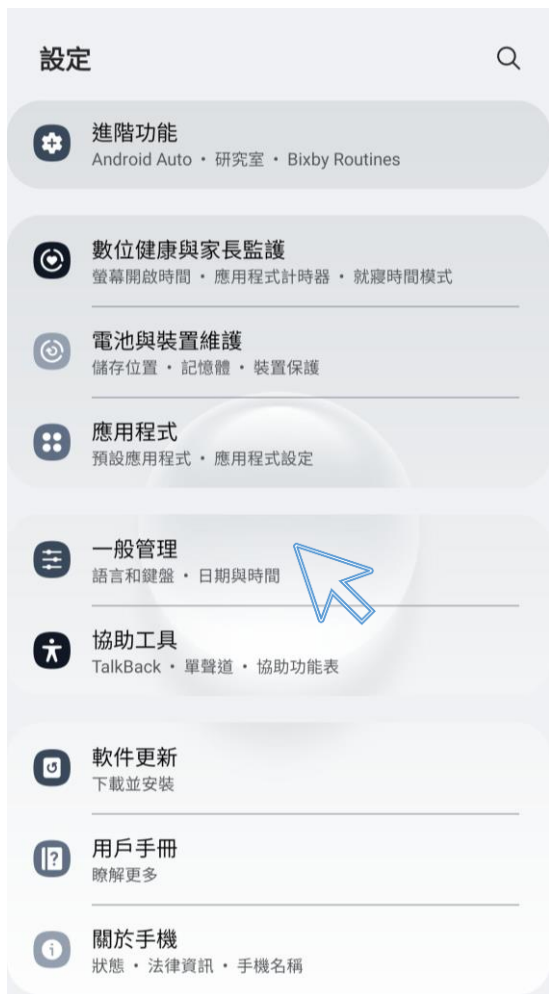 設定
進階功能
Android Auto • 研究室 • Bixby Routines
數位健康與家長監護
螢幕開啟時間 • 應用程式計時器 • 就寢時間模式
電池與裝置維護
儲存位置 • 記憶體 • 裝置保護
應用程式
預設應用程式 • 應用程式設定
一般管理
語言和鍵盤 • 日期與時間
協助工具
TalkBack • 單聲道 • 協助功能表
軟件更新
下載並安裝
用戶手冊
瞭解更多
關於手機
狀態 • 法律資訊 • 手機名稱